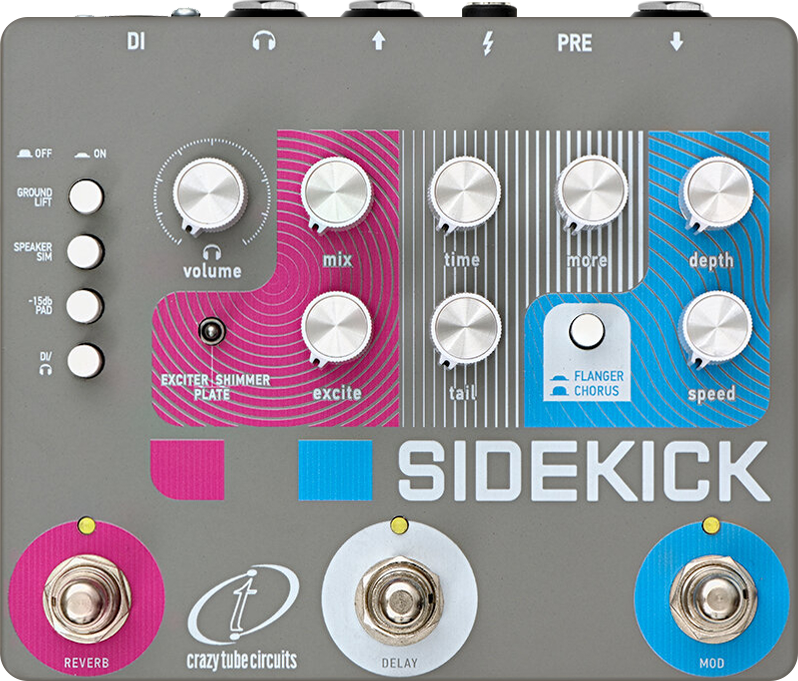 DI
PRE
OFF
ON
GROUND
LIFT
SPEAKER
SIM
-15db
PAD
DI/
volume
mix
time
more
depth
EXCITER SHIMMER
PLATE
excite
tail
FLANGER
CHORUS
speed
SIDEKICK
REVERB
crazy tube circuits
DELAY
MOD